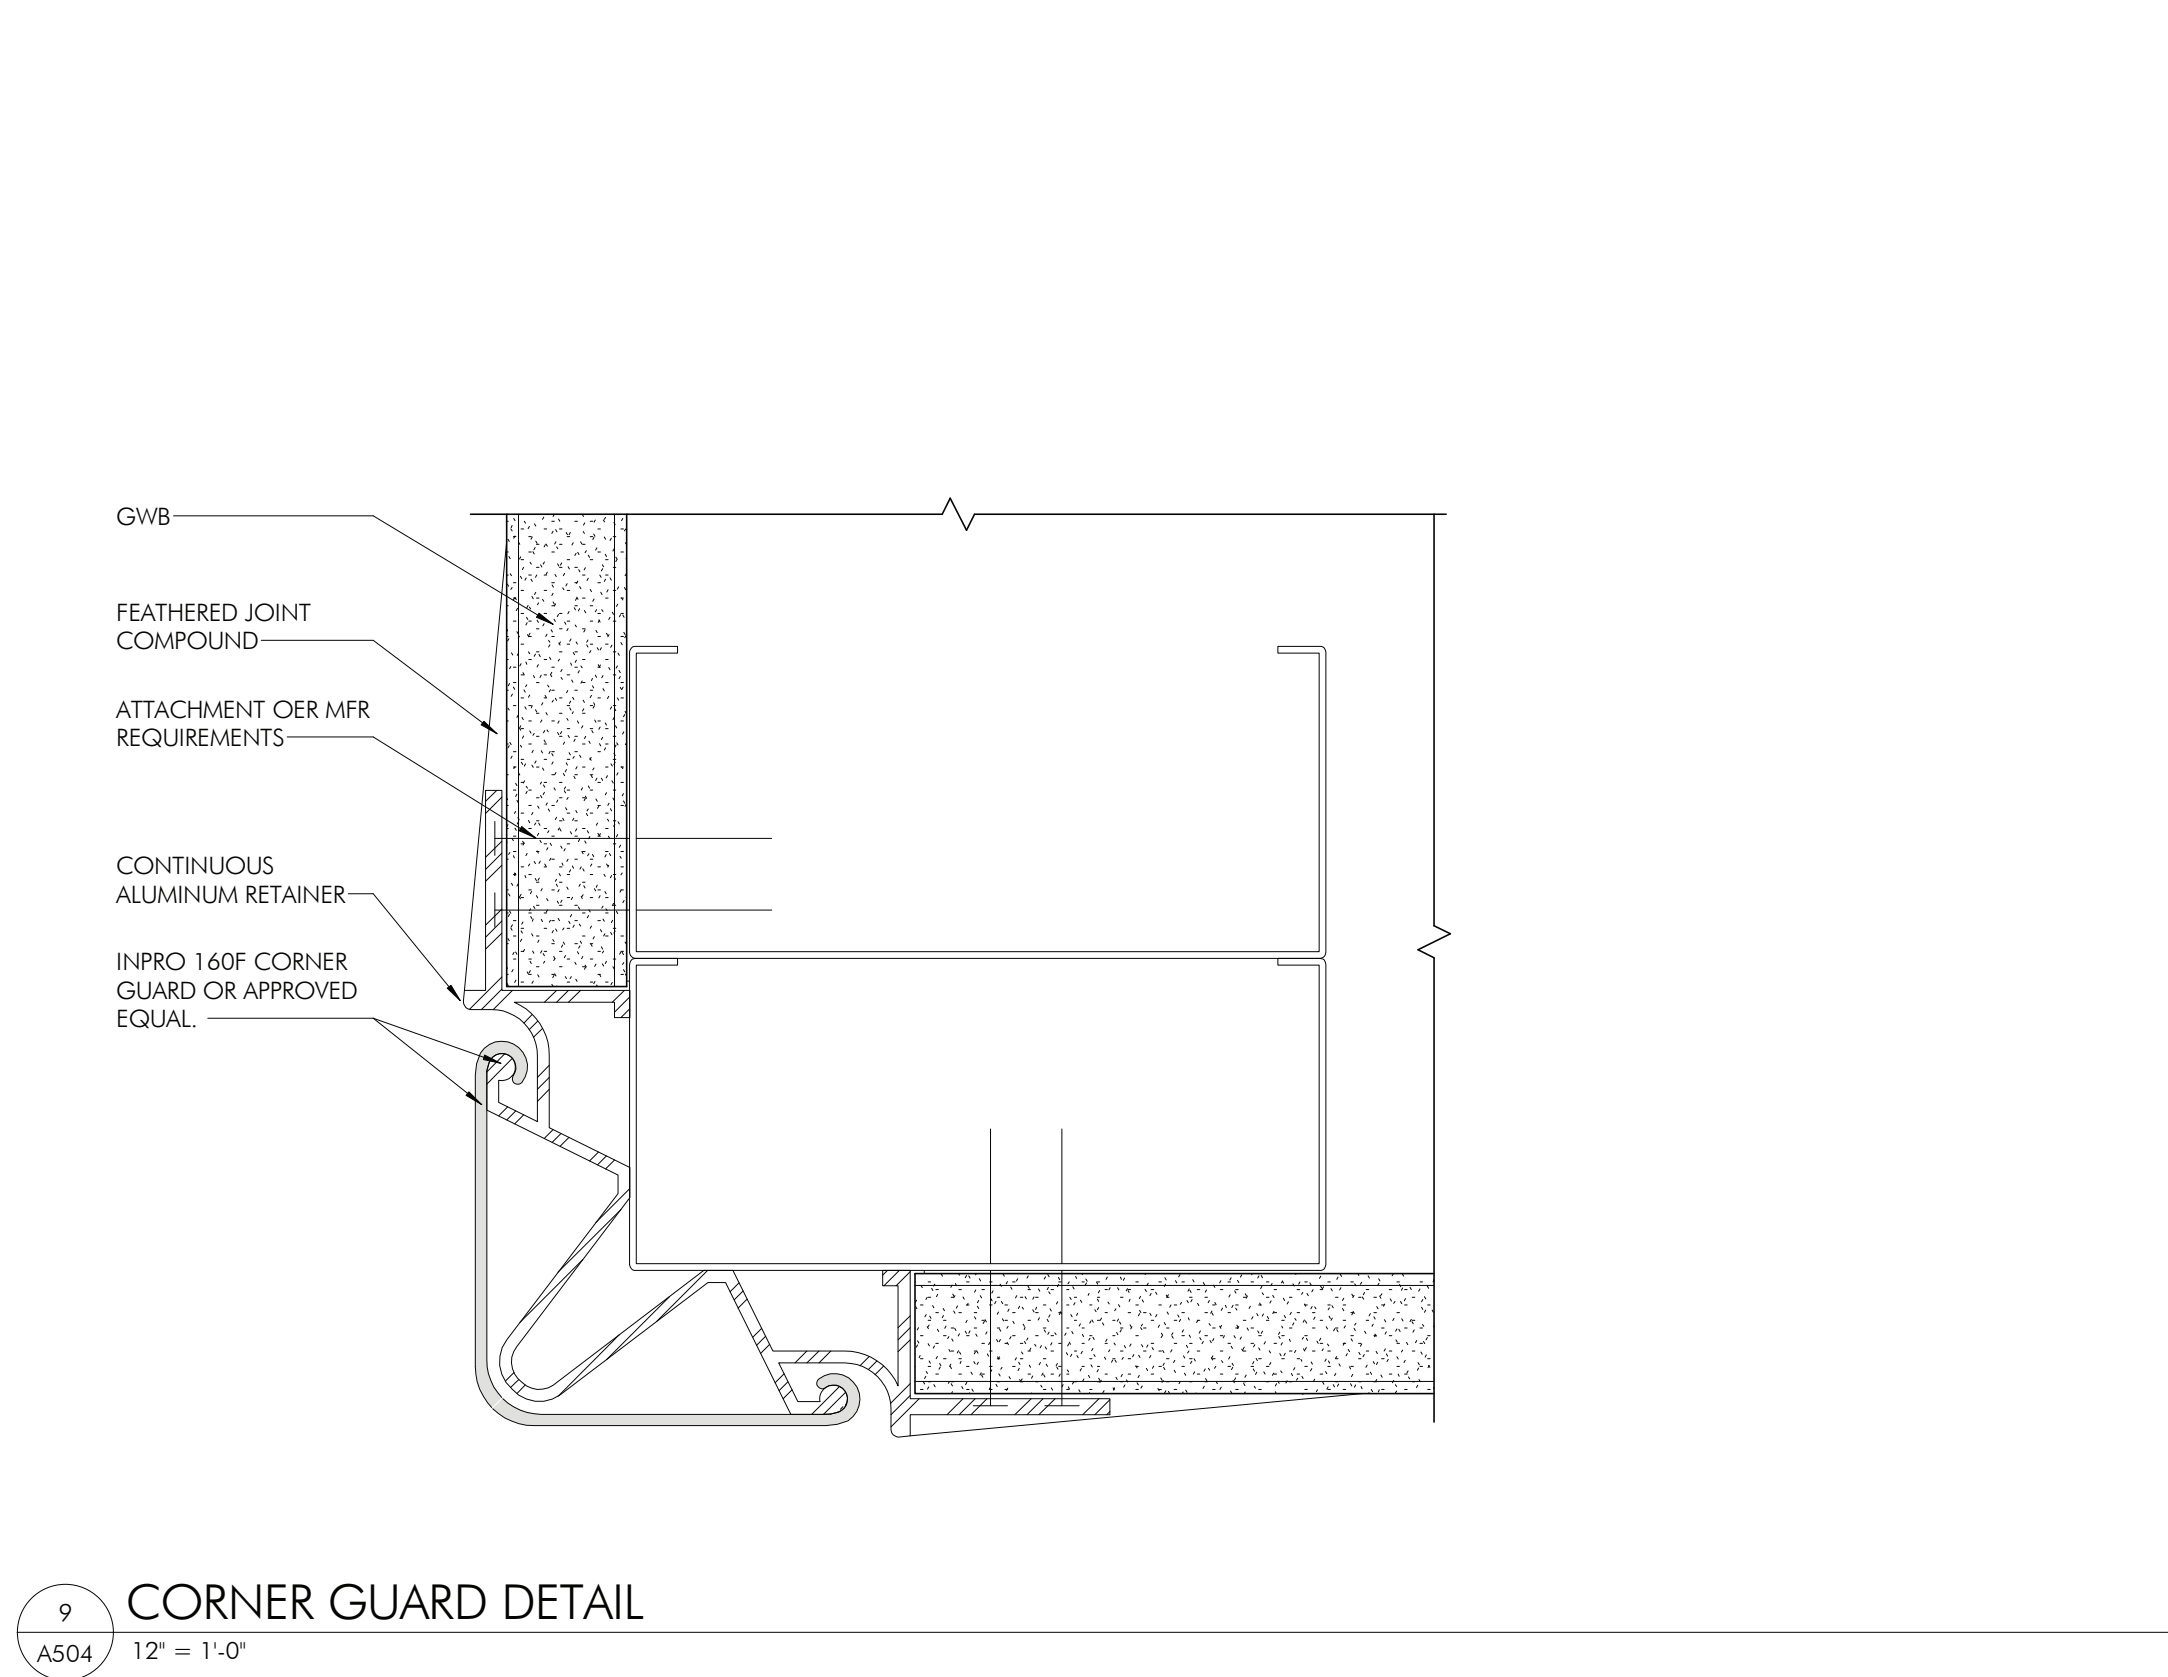 GWB
FEATHERED JOINT
COMPOUND
ATTACHMENT OER MFR
REQUIREMENTS
CONTINUOUS
ALUMINUM RETAINER
INPRO 160F CORNER
GUARD OR APPROVED
EQUAL.
9
CORNER GUARD DETAIL
A504
12" = 1'-0"